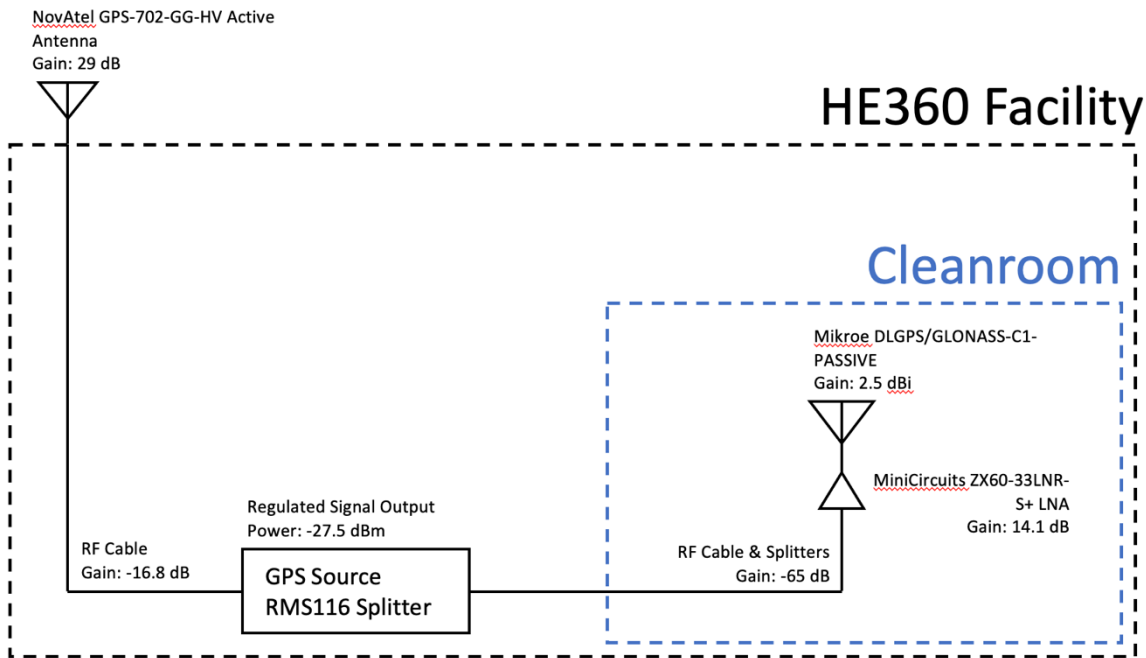 NovAtel GPS-702-GG-HV Active
Antenna
Gain: 29 dB
HE360 Facility
Cleanroom
Mikroe DLGPS/GLONASS-C1-
PASSIVE
Gain: 2.5 dBi
MiniCircuits ZX60-33LNR-
S+ LNA
Gain: 14.1 dB
Regulated Signal Output
Power: -27.5 dBm
RF Cable
Gain: -16.8 dB
GPS Source
RMS116 Splitter
RF Cable & Splitters
Gain: -65 dB